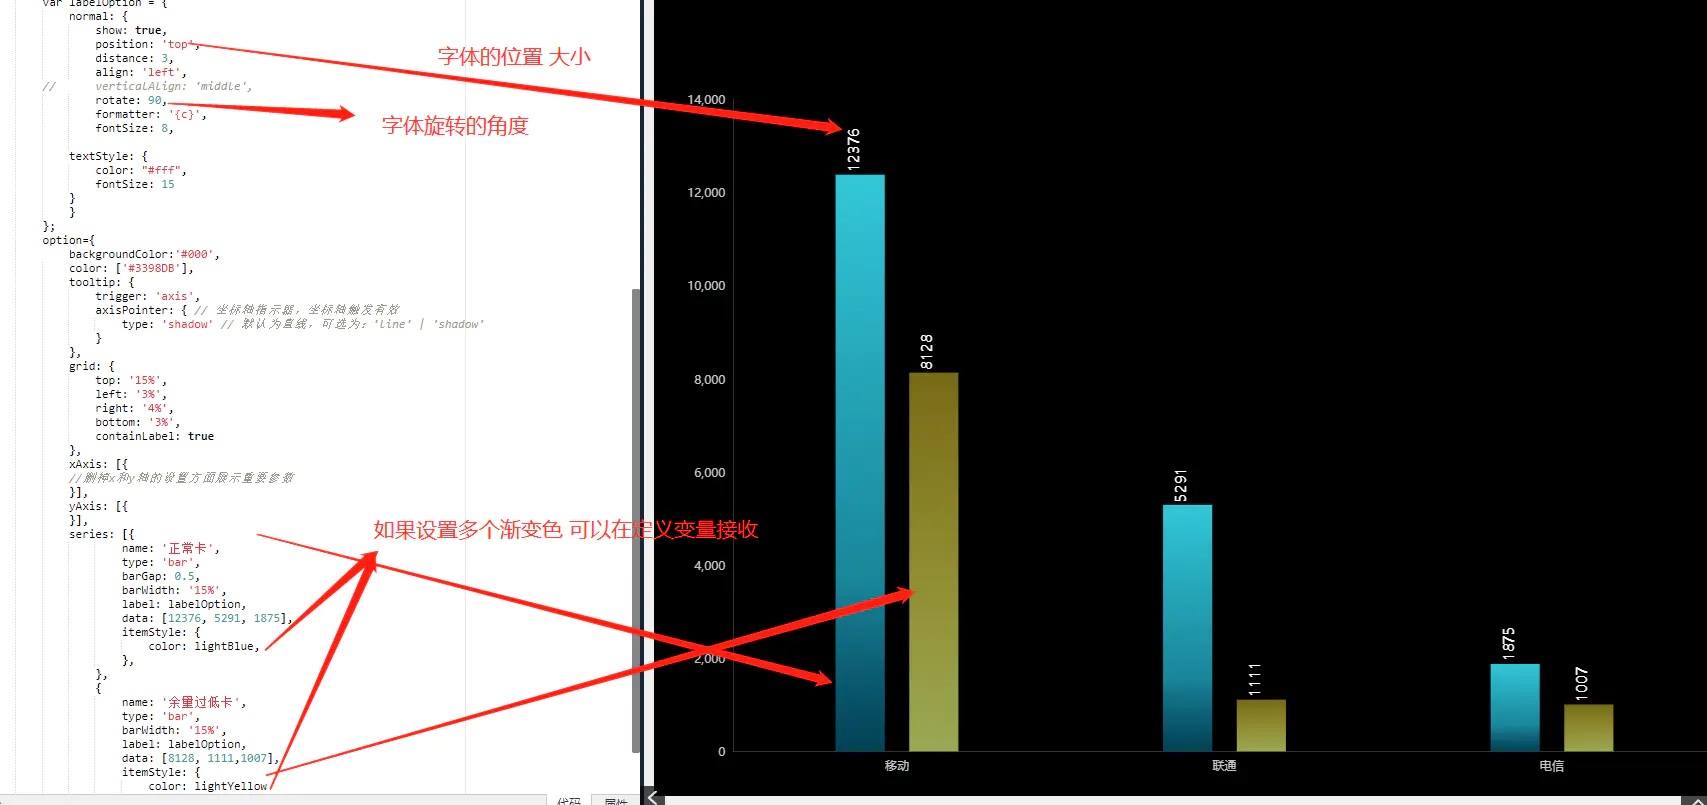 var labelOption = {
normal: {
show: true,
position: 'top',
distance: 3,
align: 'left',
// verticalAlign: 'middle',
rotate: 90,
formatter: '{c}',
fontSize: 8,
textStyle: {
color: "#fff",
fontSize: 15
}
}
};
option={
backgroundColor:'#000',
color: ['#3398DB'],
tooltip: {
trigger: 'axis',
axisPointer: { // 坐标轴指示器，坐标轴触发有效
type: 'shadow' // 默认为直线，可选为：'line' | 'shadow'
}
},
grid: {
top: '15%',
left: '3%',
right: '4%',
bottom: '3%',
containLabel: true
},
xAxis: [{
//删掉x和y轴的设置方面展示重要参数
}],
yAxis: [{
}],
series: [{
name: '正常卡',
type: 'bar',
barGap: 0.5,
barWidth: '15%',
label: labelOption,
data: [12376, 5291, 1875],
itemStyle: {
color: lightBlue,
},
},
{
name: '余量过低卡',
type: 'bar',
barWidth: '15%',
label: labelOption,
data: [8128, 1111,1007],
itemStyle: {
color: lightYellow
代码
属性
字体的位置 大小
字体旋转的角度
如果设置多个渐变色 可以在定义变量接收
14,000
12,000
10,000
8,000
6,000
4,000
2,000
0
12376
8128
5291
1111
1875
1007
移动
联通
电信